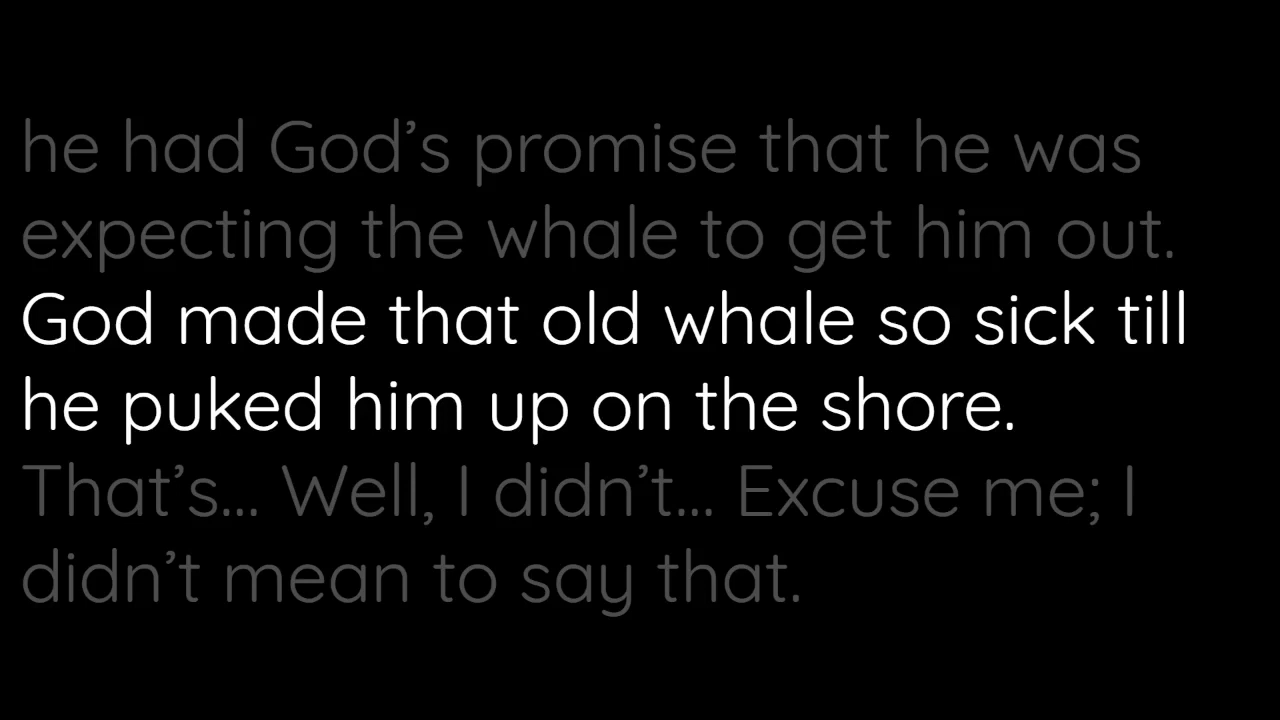 he had God’s promise that he was
expecting the whale to get him out.
God made that old whale so sick till
he puked him up on the shore.
That’s... Well, I didn’t... Excuse me; I
didn’t mean to say that.